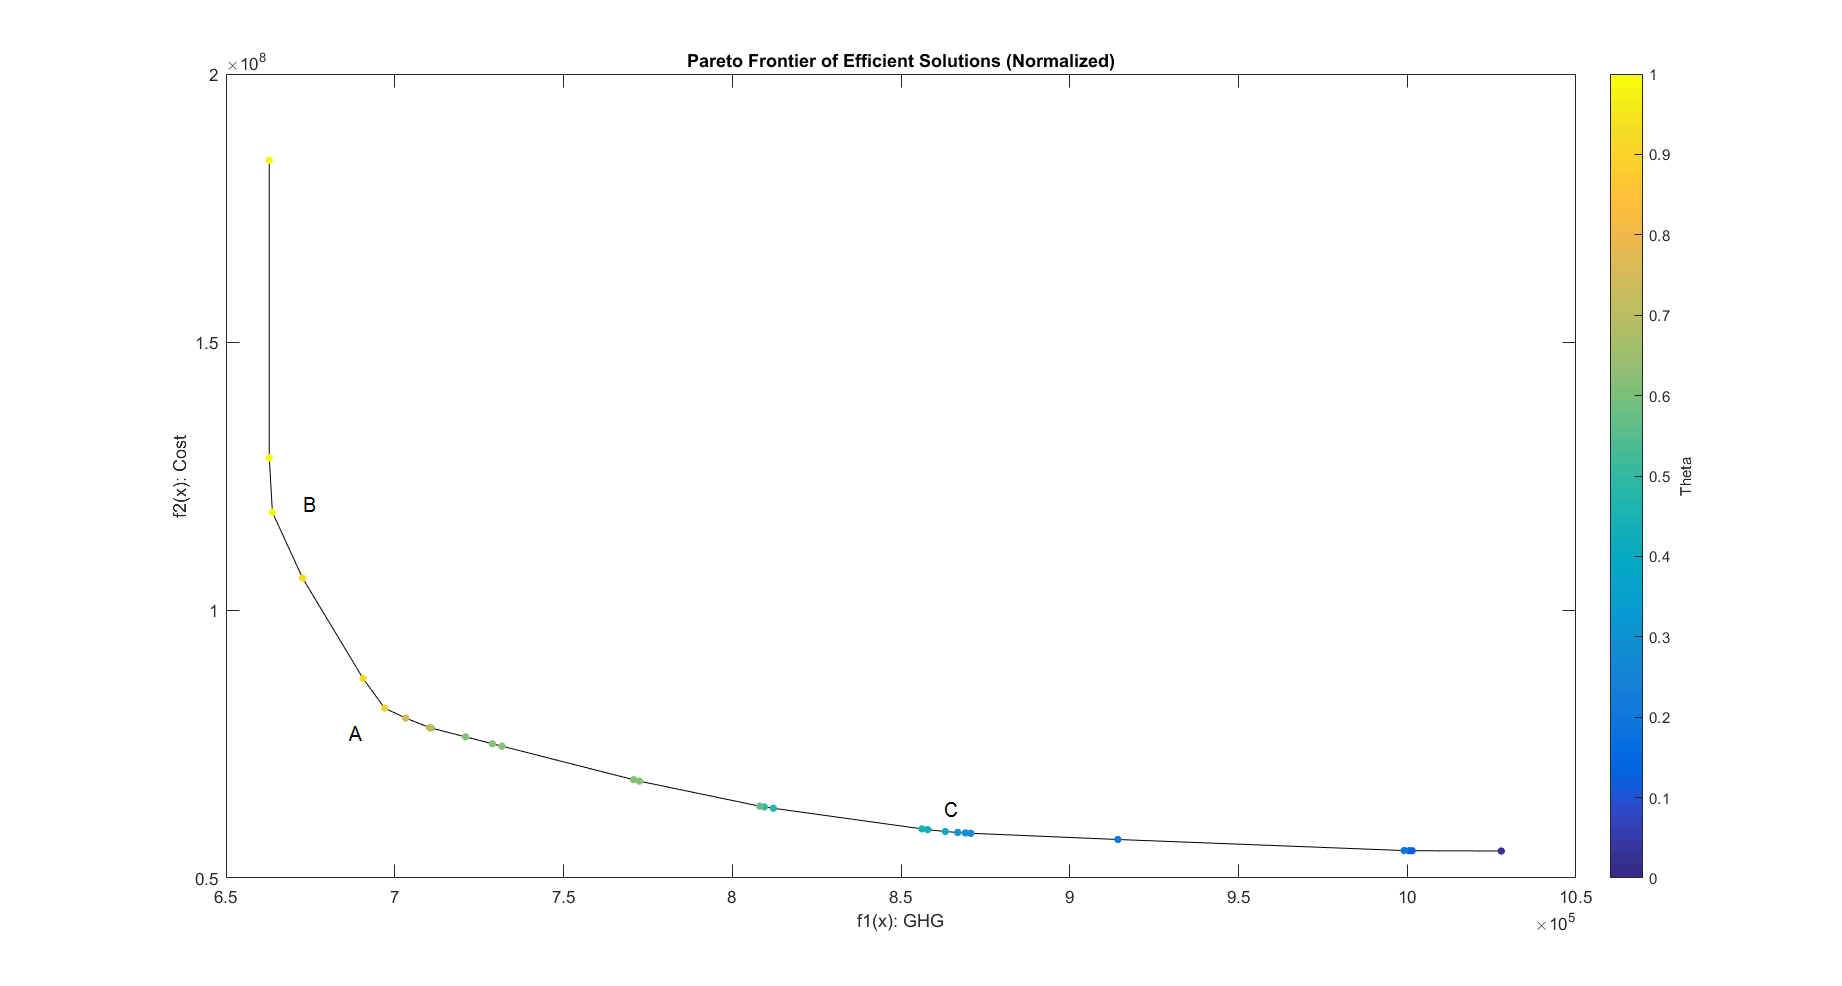 Pareto Frontier of Efficient Solutions (Normalized)
×10^8
2
1.5
1
0.5
f2(x): Cost
B
A
C
6.5 7 7.5 8 8.5 9 9.5 10 10.5
×10^5
f1(x): GHG
1
0.9
0.8
0.7
0.6
0.5
0.4
0.3
0.2
0.1
0
Theta